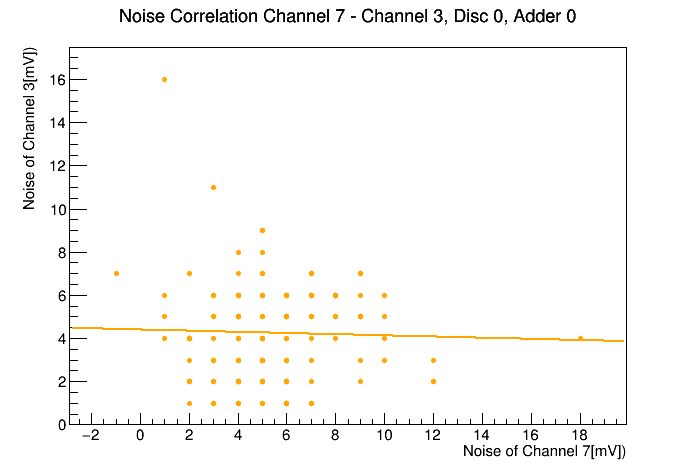 Noise Correlation Channel 7 - Channel 3, Disc 0, Adder 0
Noise of Channel 3[mV])
16
14
12
10
8
6
4
2
0
−2 0 2 4 6 8 10 12 14 16 18
Noise of Channel 7[mV])